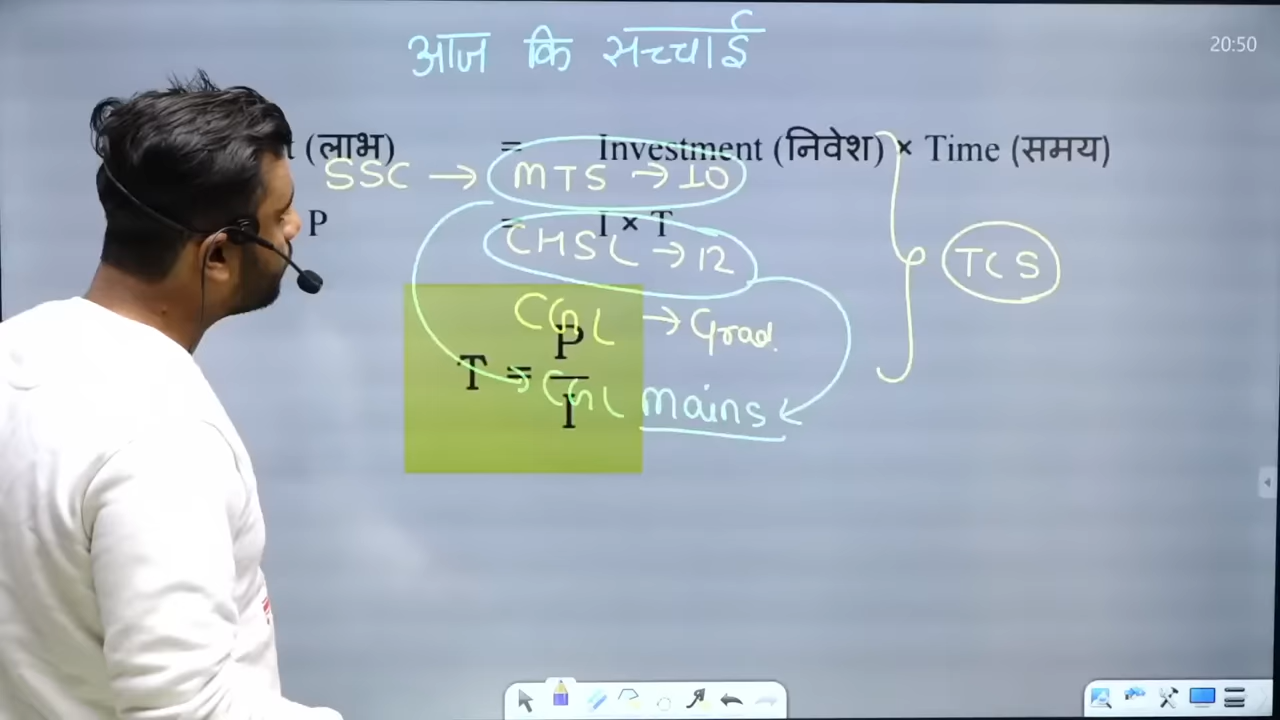 आज कि सच्चाई
20:50
(लाभ) = Investment (निवेश) × Time (समय)
SSC → MTS → 10
P = I × T
CHSL → 12
TCS
CGL → Grad.
T = P/I
CGL mains